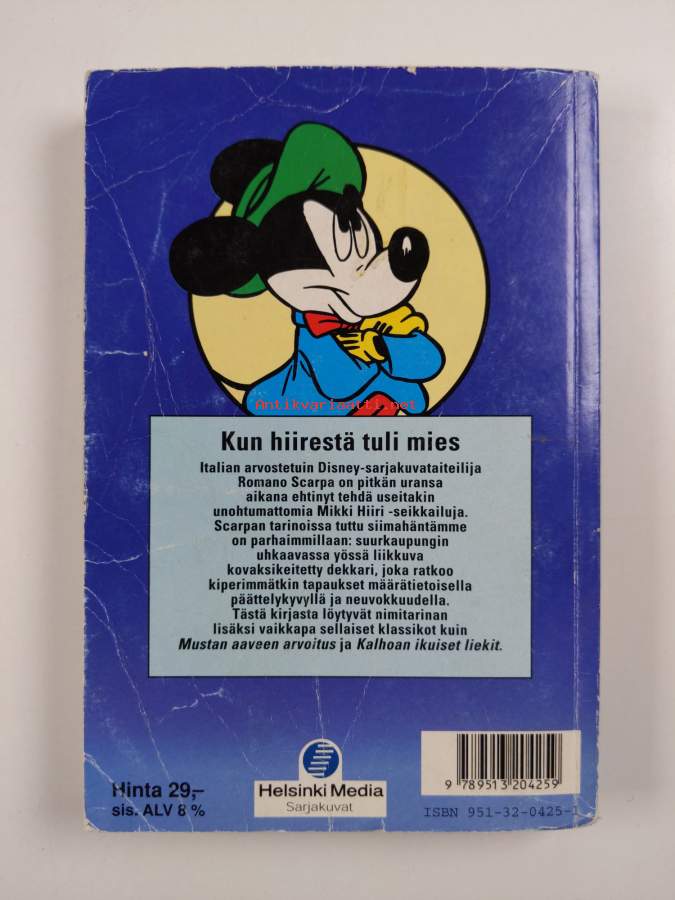 Antikvariaatti.net
Kun hiirestä tuli mies
Italian arvostetuin Disney-sarjakuvataiteilija
Romano Scarpa on pitkän uransa
aikana ehtinyt tehdä useitakin
unohtumattomia Mikki Hiiri -seikkailuja.
Scarpan tarinoissa tuttu siimahäntämme
on parhaimmillaan: suurkaupungin
uhkaavassa yössä liikkuva
kovaksikeitetty dekkari, joka ratkoo
kiperimmätkin tapaukset määrätietoisella
päättelykyvyllä ja neuvokkuudella.
Tästä kirjasta löytyvät nimitarinan
lisäksi vaikkapa sellaiset klassikot kuin
Mustan aaveen arvoitus ja Kalhoan ikuiset liekit.
Hinta 29,-
sis. ALV 8 %
Helsinki Media
Sarjakuvat
9 789513 204259
ISBN 951-32-0425-1